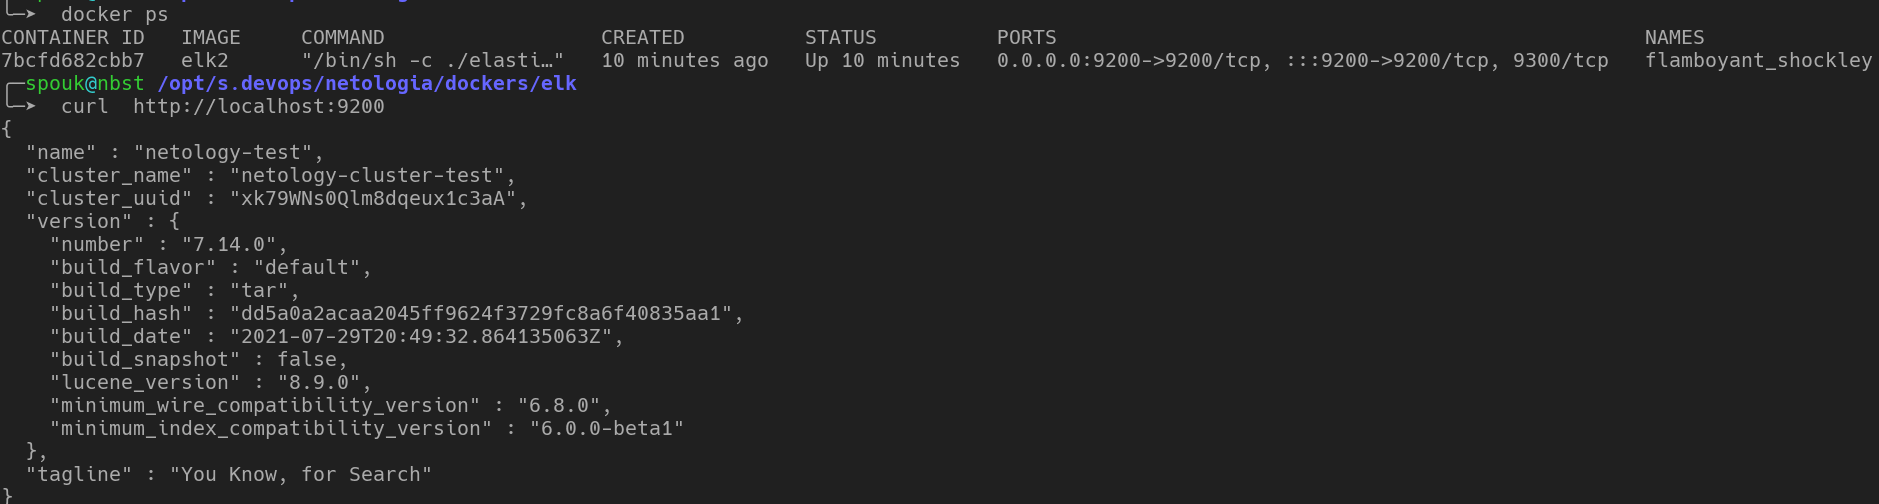 docker ps
CONTAINER ID   IMAGE     COMMAND                  CREATED          STATUS          PORTS                                                 NAMES
7bcfd682cbb7   elk2      "/bin/sh -c ./elasti…"   10 minutes ago   Up 10 minutes   0.0.0.0:9200->9200/tcp, :::9200->9200/tcp, 9300/tcp   flamboyant_shockley
spouk@nbst /opt/s.devops/netologia/dockers/elk
curl  http://localhost:9200
{
  "name" : "netology-test",
  "cluster_name" : "netology-cluster-test",
  "cluster_uuid" : "xk79WNs0Qlm8dqeux1c3aA",
  "version" : {
    "number" : "7.14.0",
    "build_flavor" : "default",
    "build_type" : "tar",
    "build_hash" : "dd5a0a2acaa2045ff9624f3729fc8a6f40835aa1",
    "build_date" : "2021-07-29T20:49:32.864135063Z",
    "build_snapshot" : false,
    "lucene_version" : "8.9.0",
    "minimum_wire_compatibility_version" : "6.8.0",
    "minimum_index_compatibility_version" : "6.0.0-beta1"
  },
  "tagline" : "You Know, for Search"
}